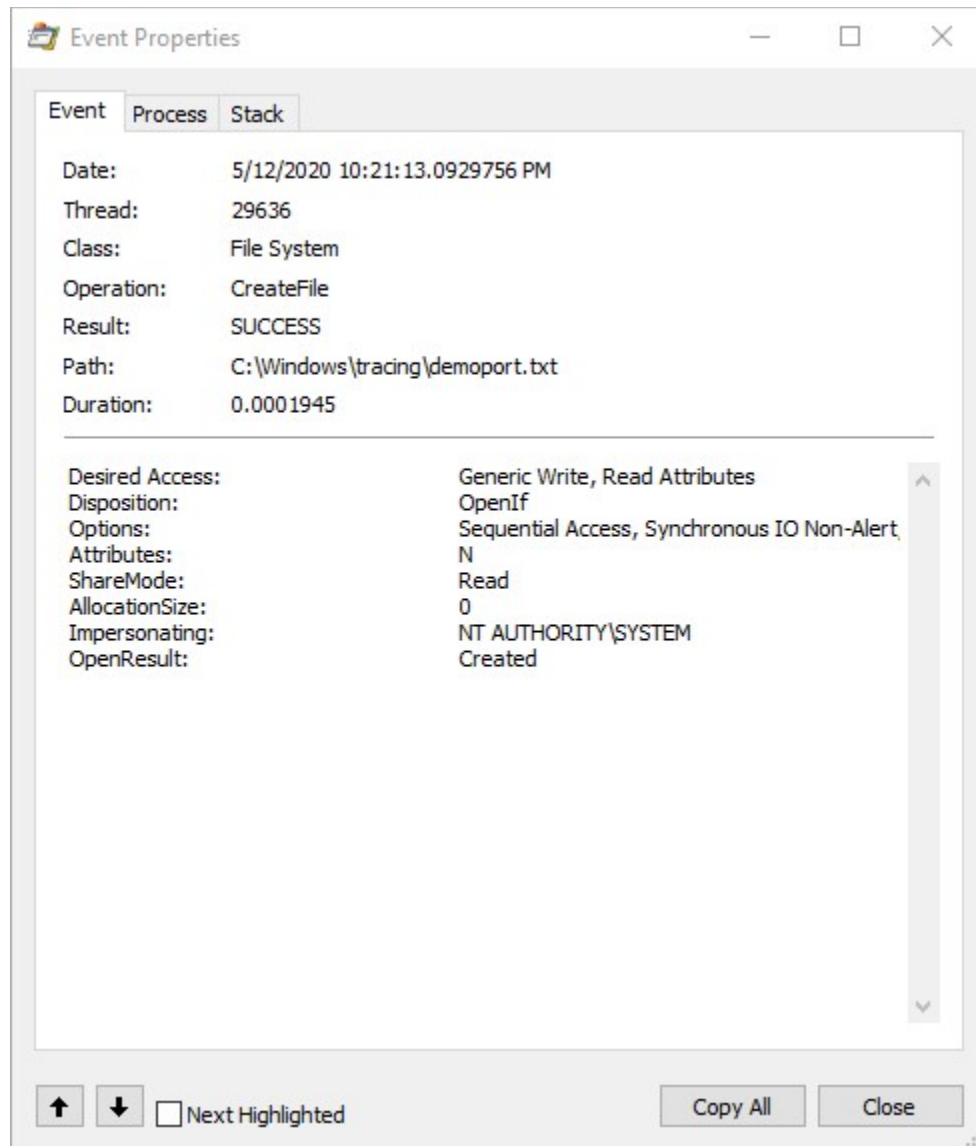 Event Properties
Event Process Stack
Date: 5/12/2020 10:21:13.0929756 PM
Thread: 29636
Class: File System
Operation: CreateFile
Result: SUCCESS
Path: C:\Windows\tracing\demoport.txt
Duration: 0.0001945
Desired Access: Generic Write, Read Attributes
Disposition: OpenIf
Options: Sequential Access, Synchronous IO Non-Alert,
Attributes: N
ShareMode: Read
AllocationSize: 0
Impersonating: NT AUTHORITY\SYSTEM
OpenResult: Created
Next Highlighted Copy All Close